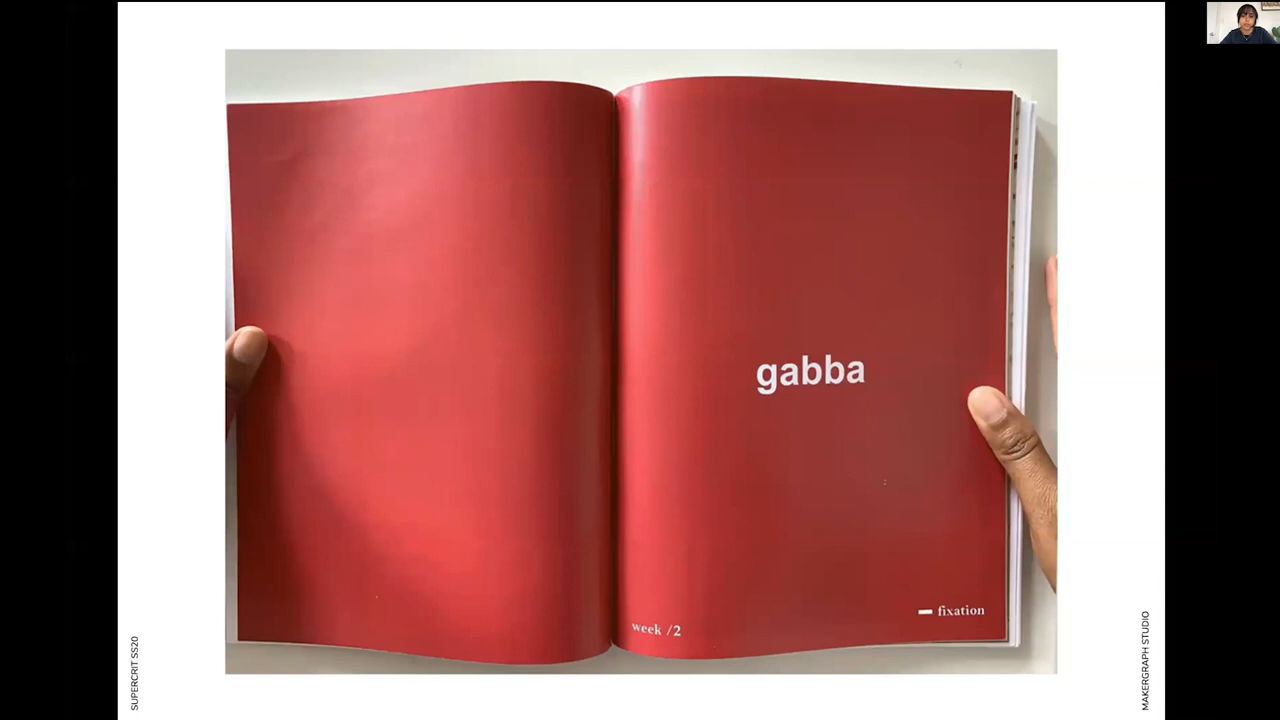 gabba
week /2
fixation
SUPERCRIT SS20
MAKERGRAPH STUDIO